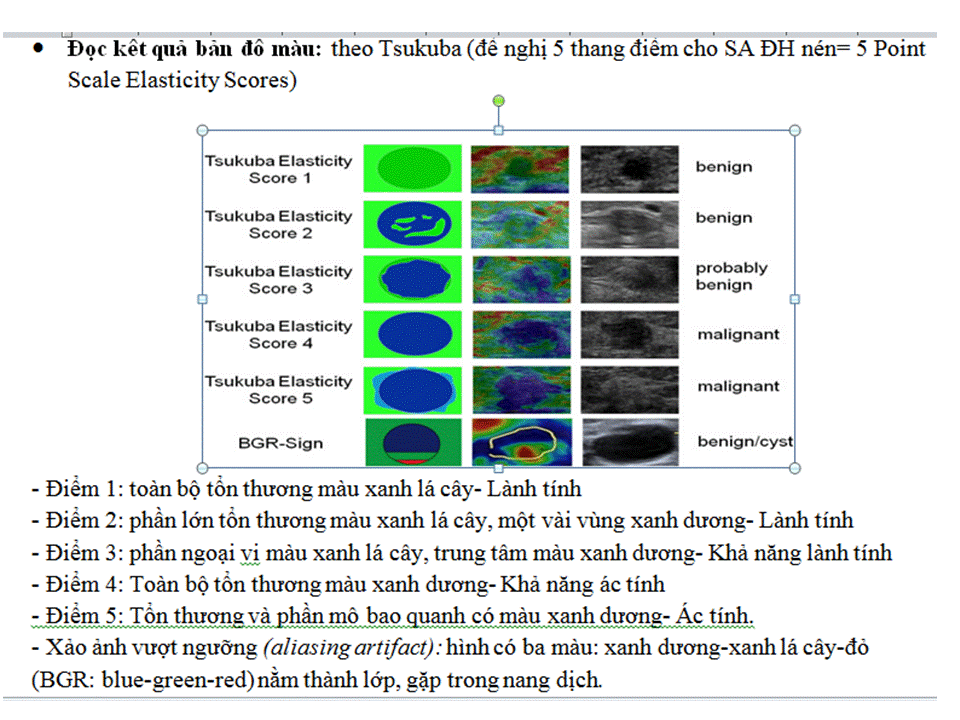 • Đọc kết quả bản đồ màu: theo Tsukuba (đề nghị 5 thang điểm cho SA ĐH nén= 5 Point
Scale Elasticity Scores)
Tsukuba Elasticity
Score 1
benign
Tsukuba Elasticity
Score 2
benign
Tsukuba Elasticity
Score 3
probably
benign
Tsukuba Elasticity
Score 4
malignant
Tsukuba Elasticity
Score 5
malignant
BGR-Sign
benign/cyst
- Điểm 1: toàn bộ tổn thương màu xanh lá cây- Lành tính
- Điểm 2: phần lớn tổn thương màu xanh lá cây, một vài vùng xanh dương- Lành tính
- Điểm 3: phần ngoại vị màu xanh lá cây, trung tâm màu xanh dương- Khả năng lành tính
- Điểm 4: Toàn bộ tổn thương màu xanh dương- Khả năng ác tính
- Điểm 5: Tổn thương và phần mô bao quanh có màu xanh dương- Ác tính.
- Xảo ảnh vượt ngưỡng (aliasing artifact): hình có ba màu: xanh dương-xanh lá cây-đỏ
(BGR: blue-green-red) nằm thành lớp, gặp trong nang dịch.